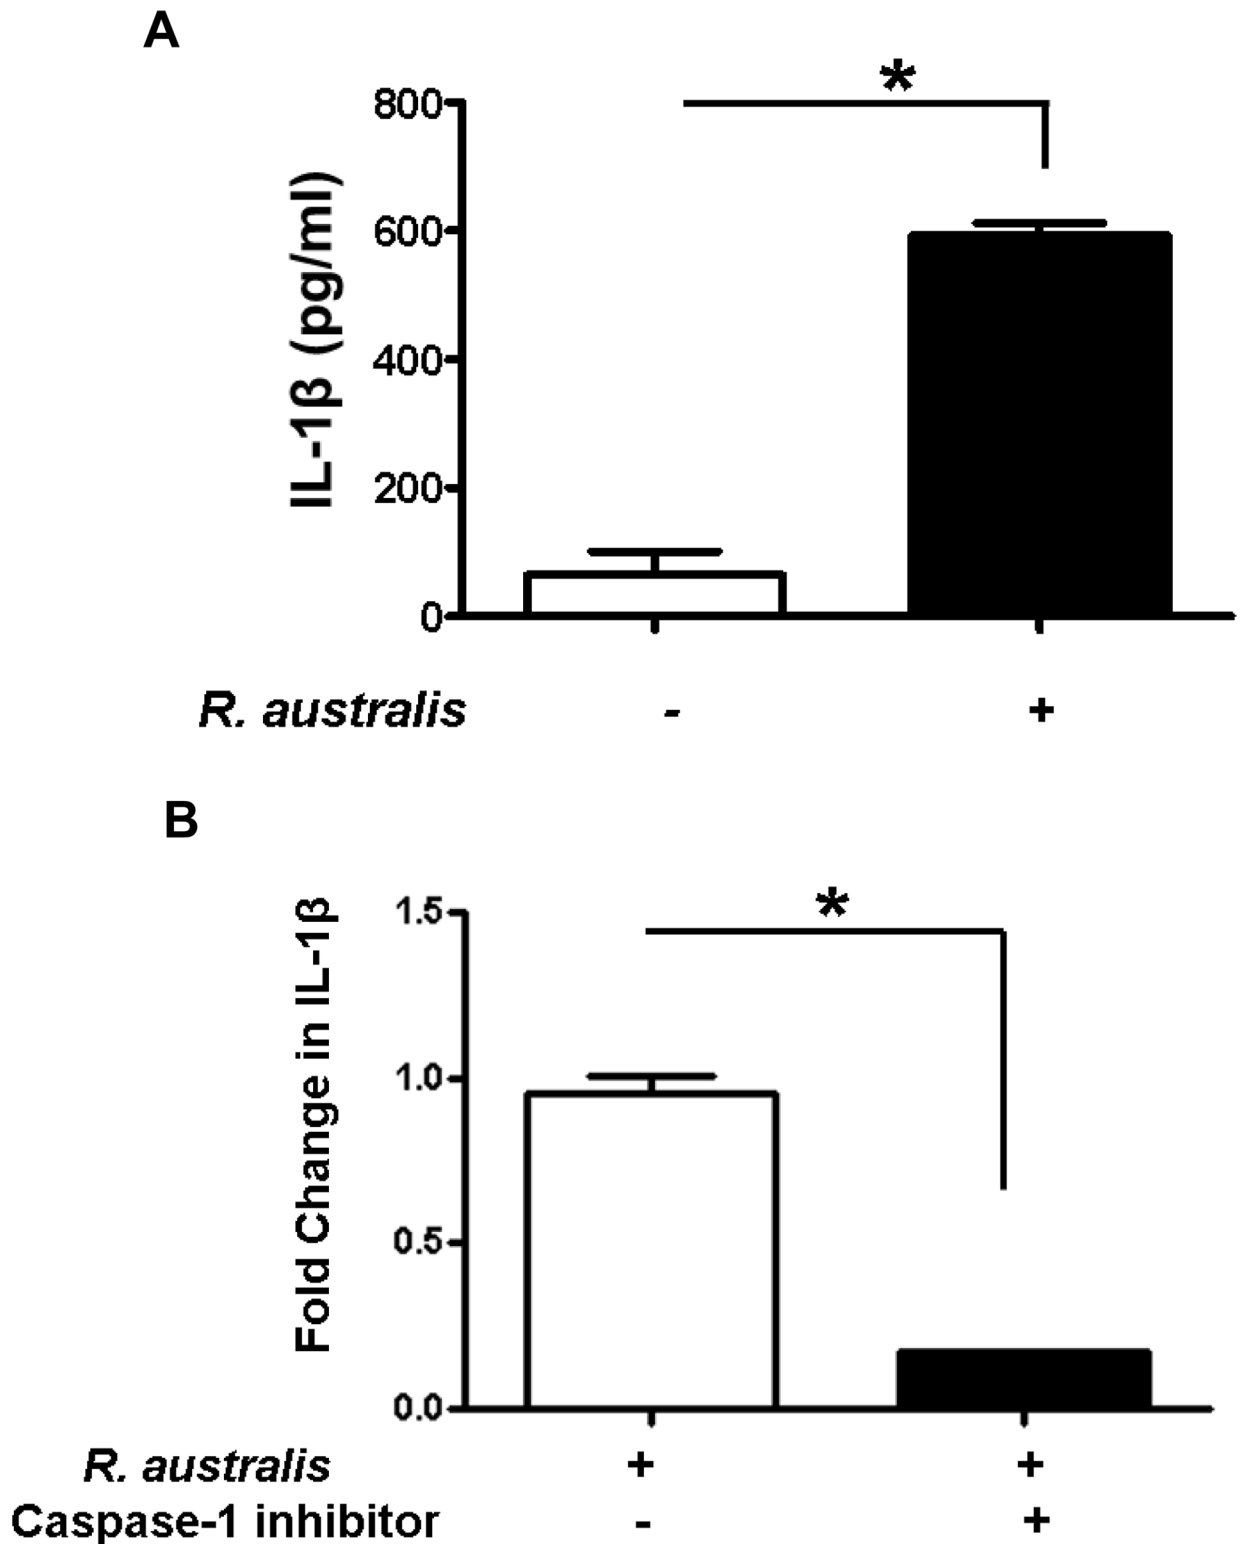 A
*
800
IL-1β (pg/ml)
600
400
200
0
R. australis - +
B
*
1.5
Fold Change in IL-1β
1.0
0.5
0.0
R. australis + +
Caspase-1 inhibitor - +